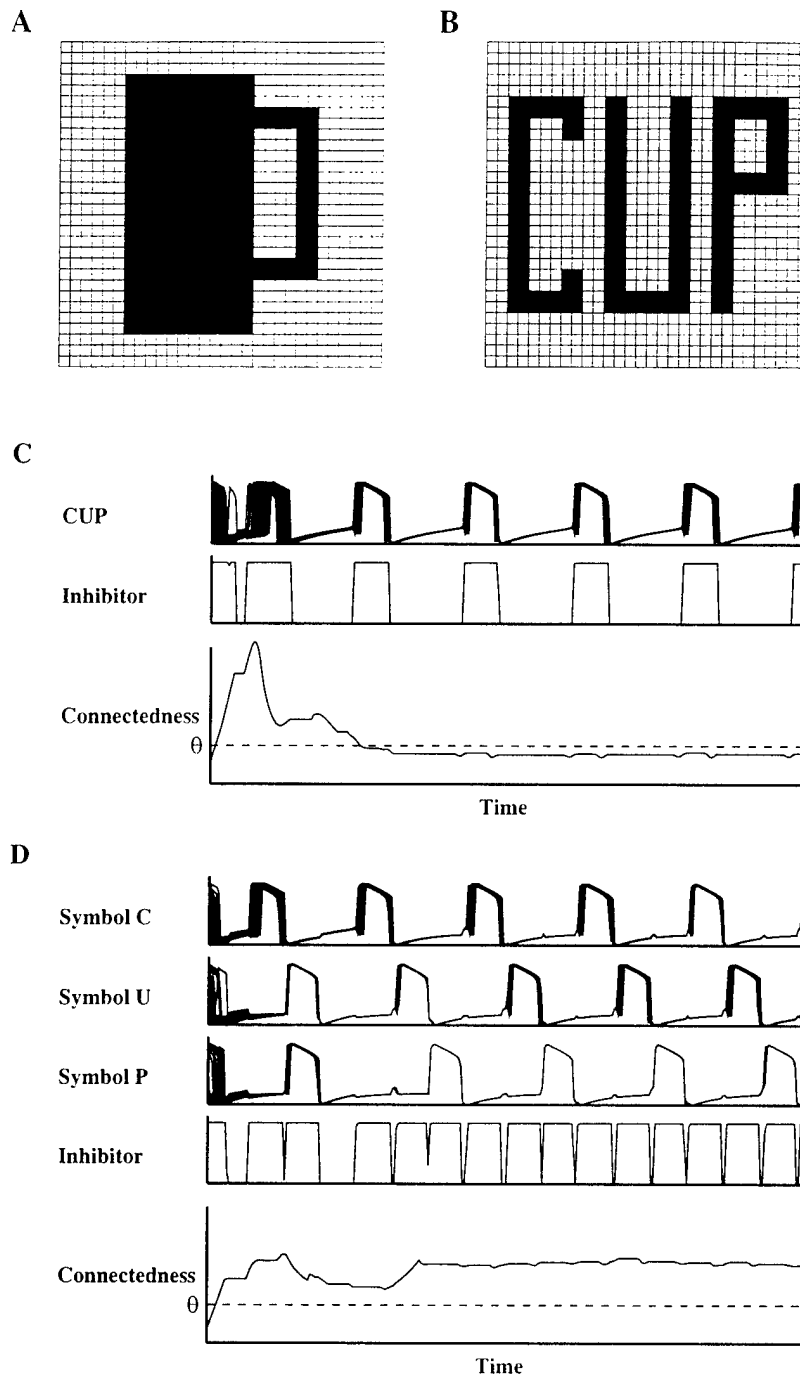 A
B
CUP
C
CUP
Inhibitor
Connectedness
θ
Time
D
Symbol C
Symbol U
Symbol P
Inhibitor
Connectedness
θ
Time